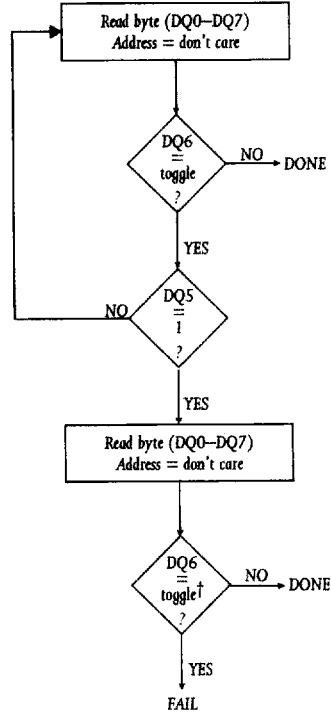 Read byte (DQ0–DQ7)
Address = don't care
DQ6
=
toggle
?
NO
DONE
YES
DQ5
=
1
?
NO
YES
Read byte (DQ0–DQ7)
Address = don't care
DQ6
=
toggle†
?
NO
DONE
YES
FAIL